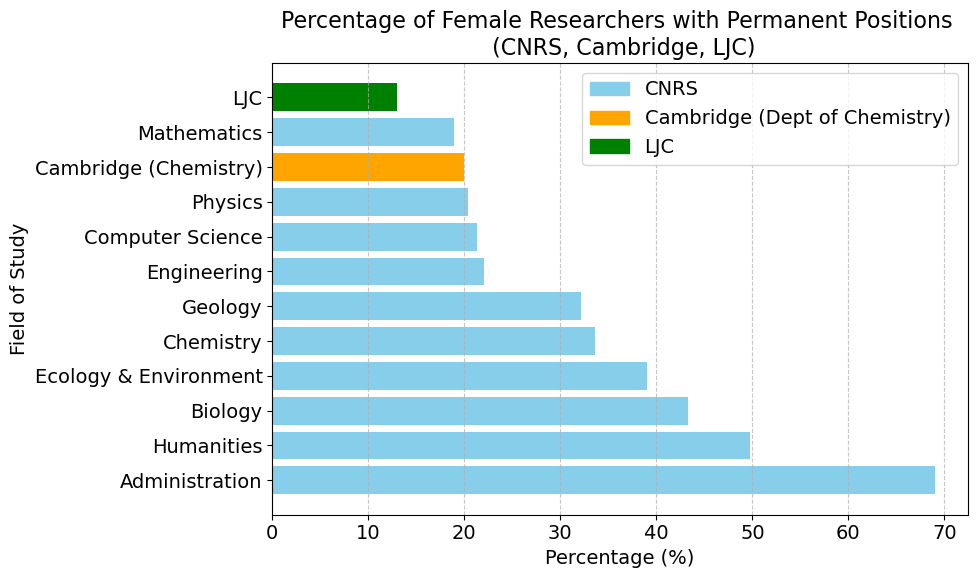 Percentage of Female Researchers with Permanent Positions
(CNRS, Cambridge, LJC)
CNRS
Cambridge (Dept of Chemistry)
LJC
Field of Study
LJC
Mathematics
Cambridge (Chemistry)
Physics
Computer Science
Engineering
Geology
Chemistry
Ecology & Environment
Biology
Humanities
Administration
0 10 20 30 40 50 60 70
Percentage (%)